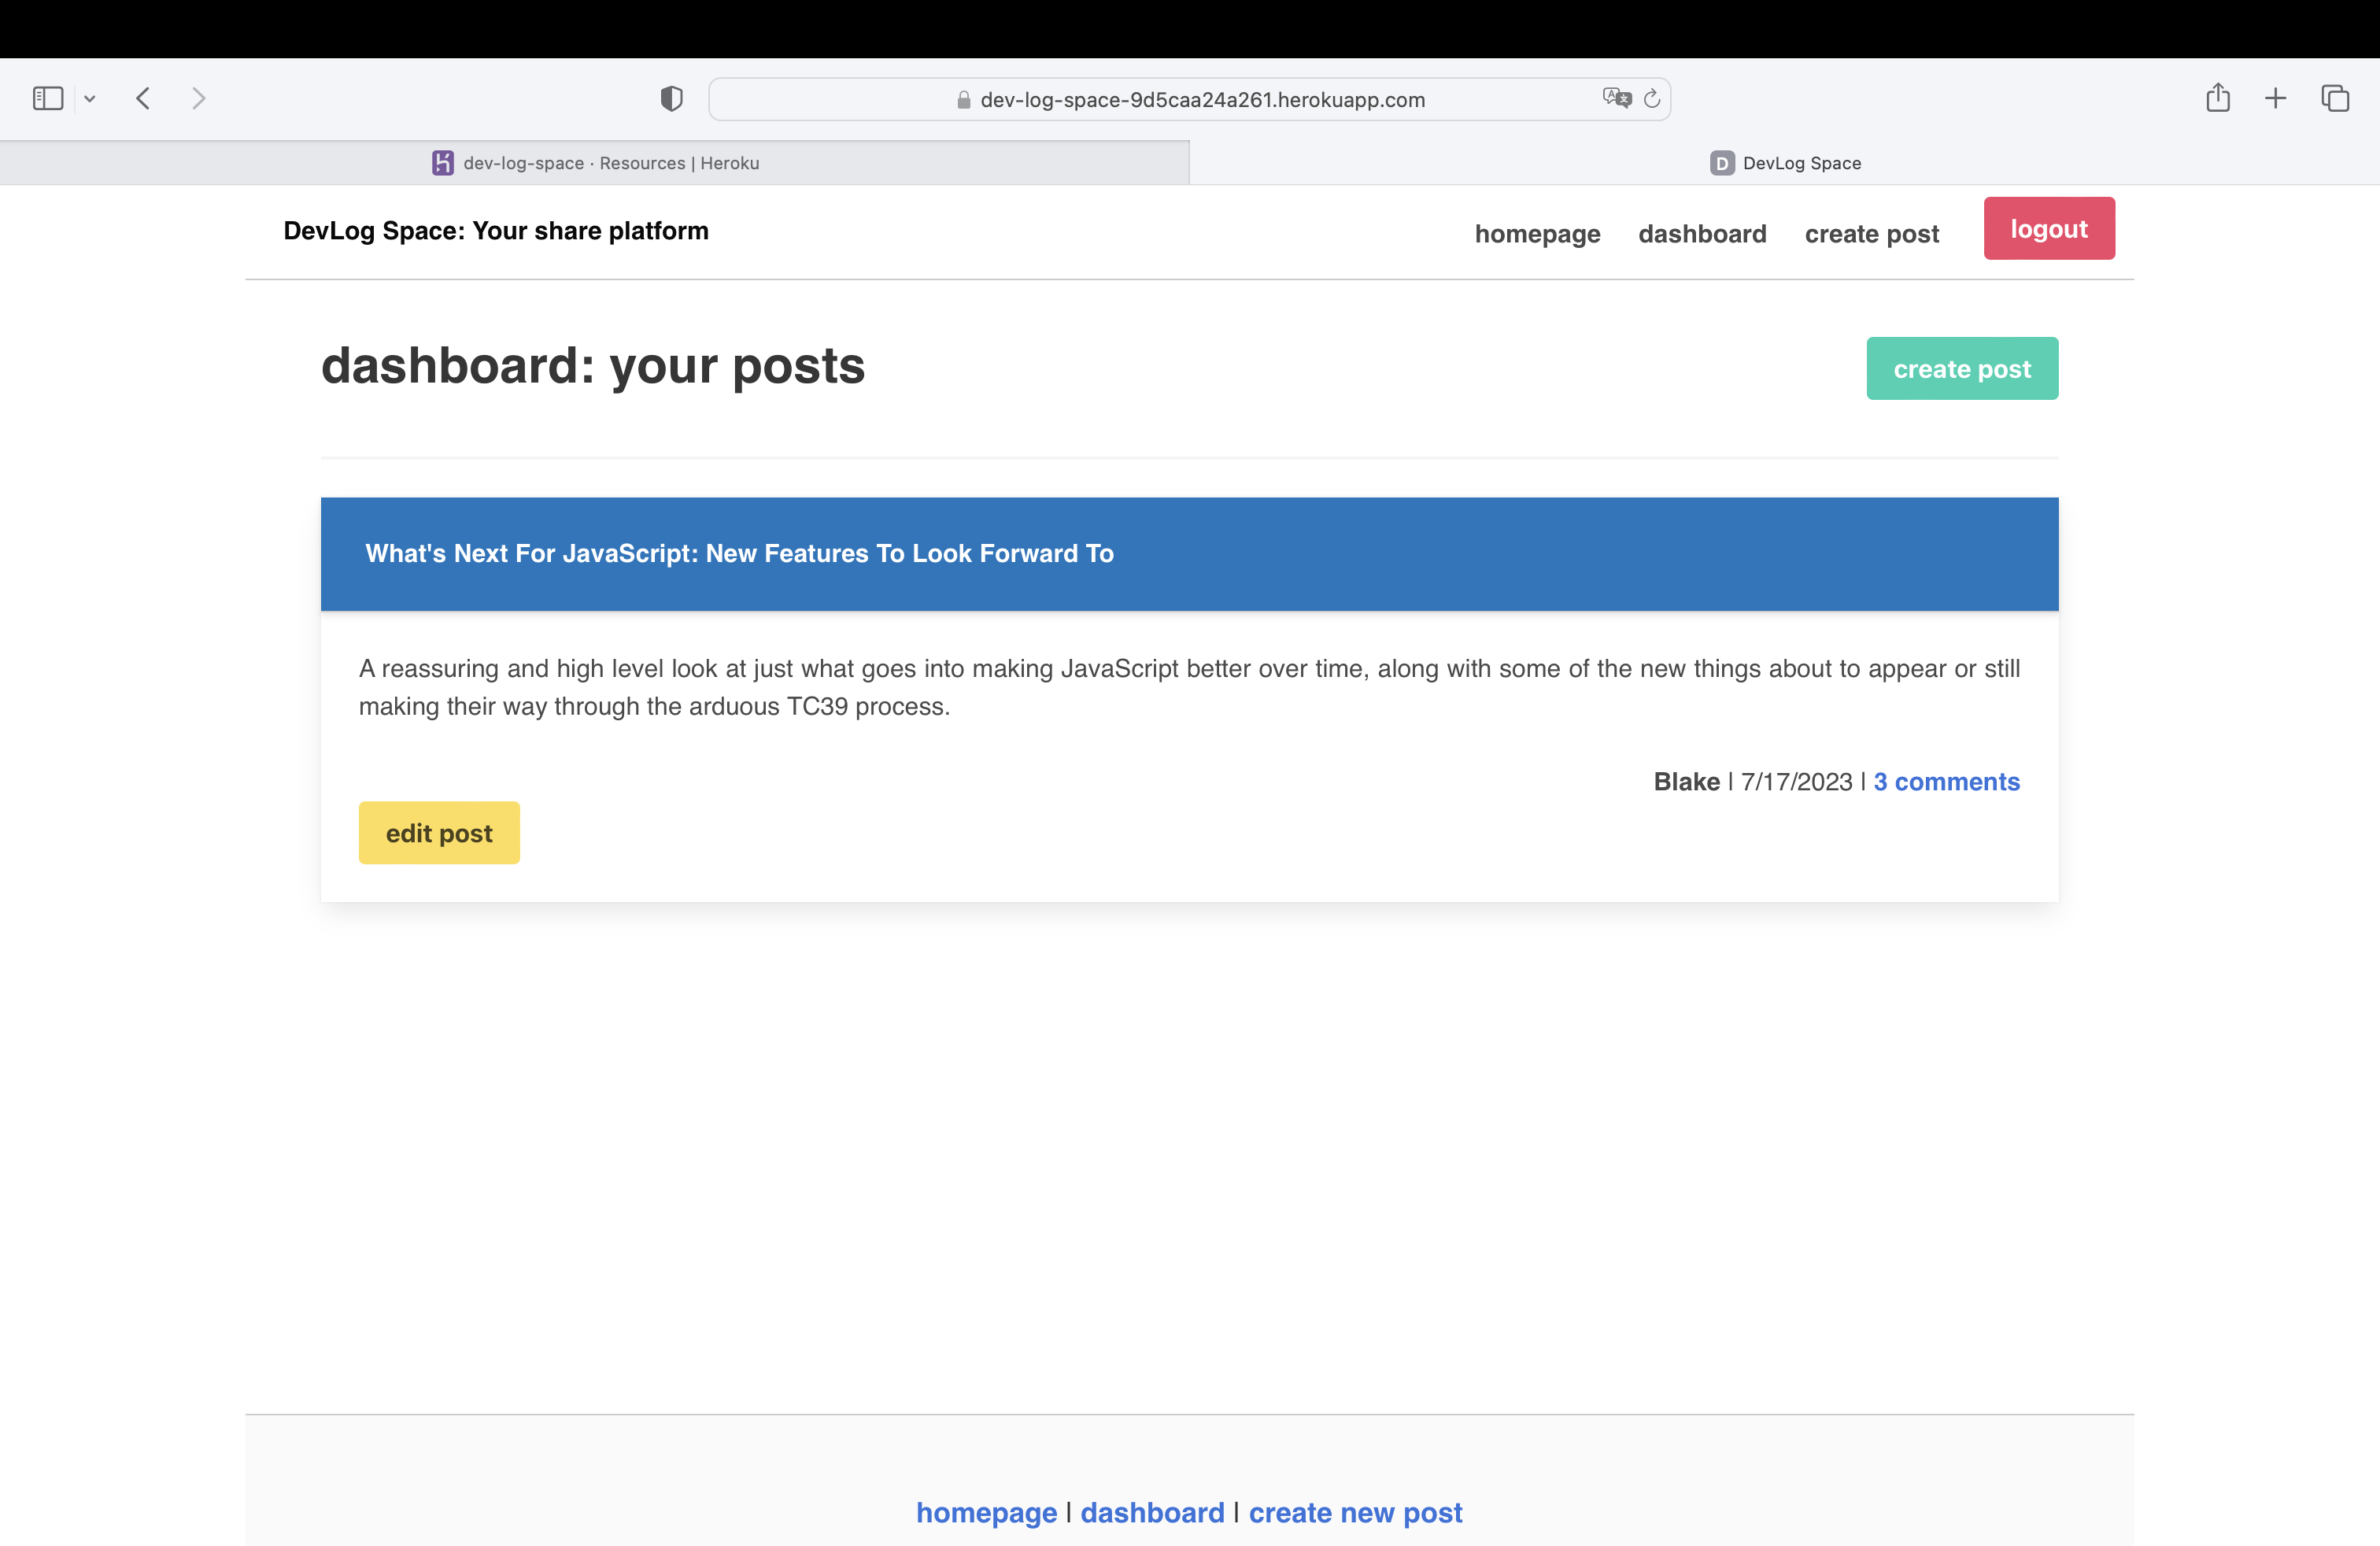 dev-log-space-9d5caa24a261.herokuapp.com
dev-log-space · Resources | Heroku
D DevLog Space
DevLog Space: Your share platform
homepage dashboard create post logout
dashboard: your posts
create post
What's Next For JavaScript: New Features To Look Forward To
A reassuring and high level look at just what goes into making JavaScript better over time, along with some of the new things about to appear or still
making their way through the arduous TC39 process.
Blake | 7/17/2023 | 3 comments
edit post
homepage | dashboard | create new post